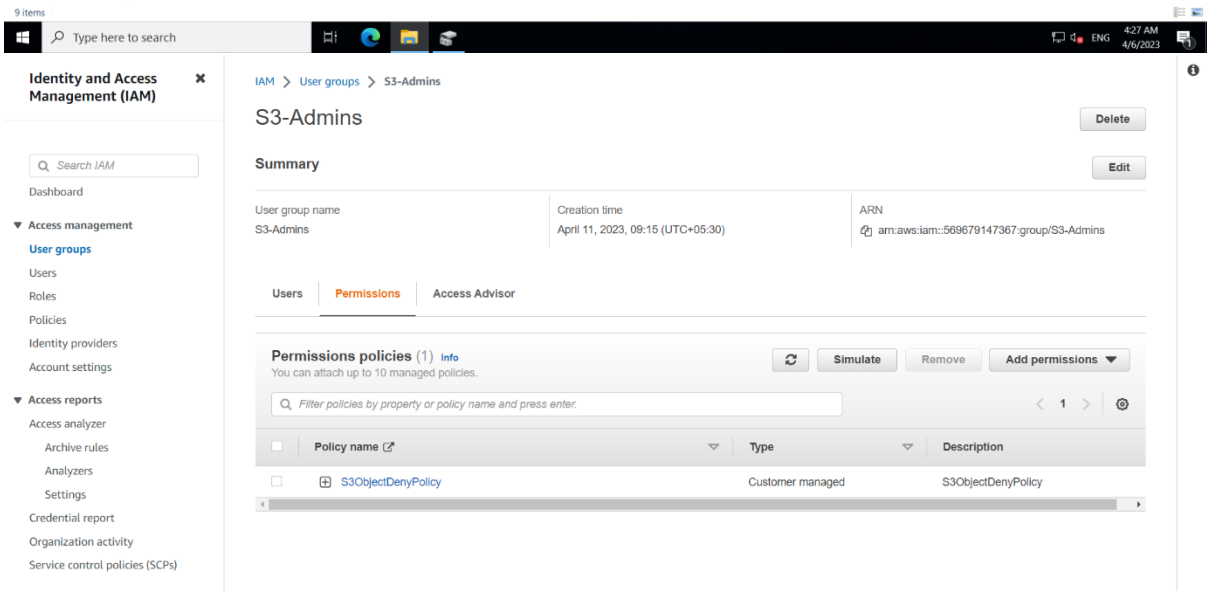 9 items
Type here to search
ENG
4:27 AM
4/6/2023
1
Identity and Access
Management (IAM)
Search IAM
Dashboard
Access management
User groups
Users
Roles
Policies
Identity providers
Account settings
Access reports
Access analyzer
Archive rules
Analyzers
Settings
Credential report
Organization activity
Service control policies (SCPs)
IAM > User groups > S3-Admins
S3-Admins
Delete
Summary
Edit
User group name
S3-Admins
Creation time
April 11, 2023, 09:15 (UTC+05:30)
ARN
arn:aws:iam::569679147367:group/S3-Admins
Users Permissions Access Advisor
Permissions policies (1) Info
You can attach up to 10 managed policies.
Simulate Remove Add permissions
Filter policies by property or policy name and press enter.
< 1 >
Policy name Type Description
S3ObjectDenyPolicy Customer managed S3ObjectDenyPolicy